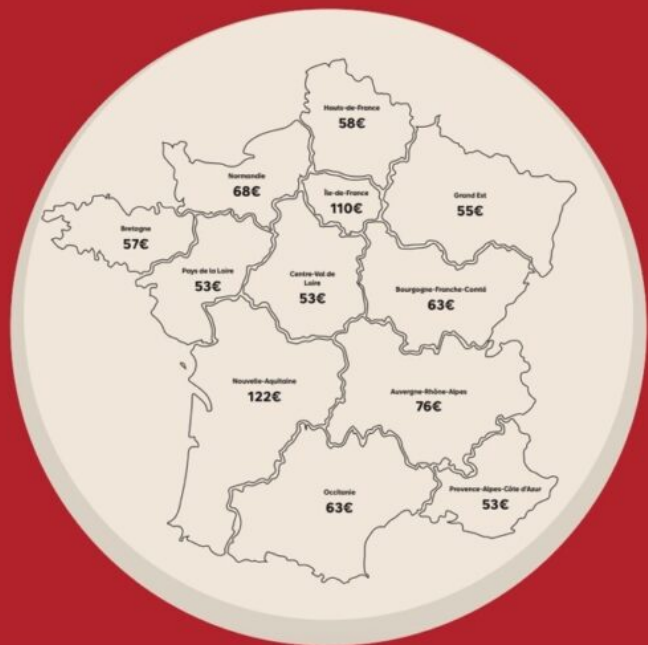 Hauts-de-France
58€
Normandie
68€
Île-de-France
110€
Grand Est
55€
Bretagne
57€
Pays de la Loire
53€
Centre-Val de
Loire
53€
Bourgogne-Franche-Comté
63€
Nouvelle-Aquitaine
122€
Auvergne-Rhône-Alpes
76€
Occitanie
63€
Provence-Alpes-Côte d'Azur
53€